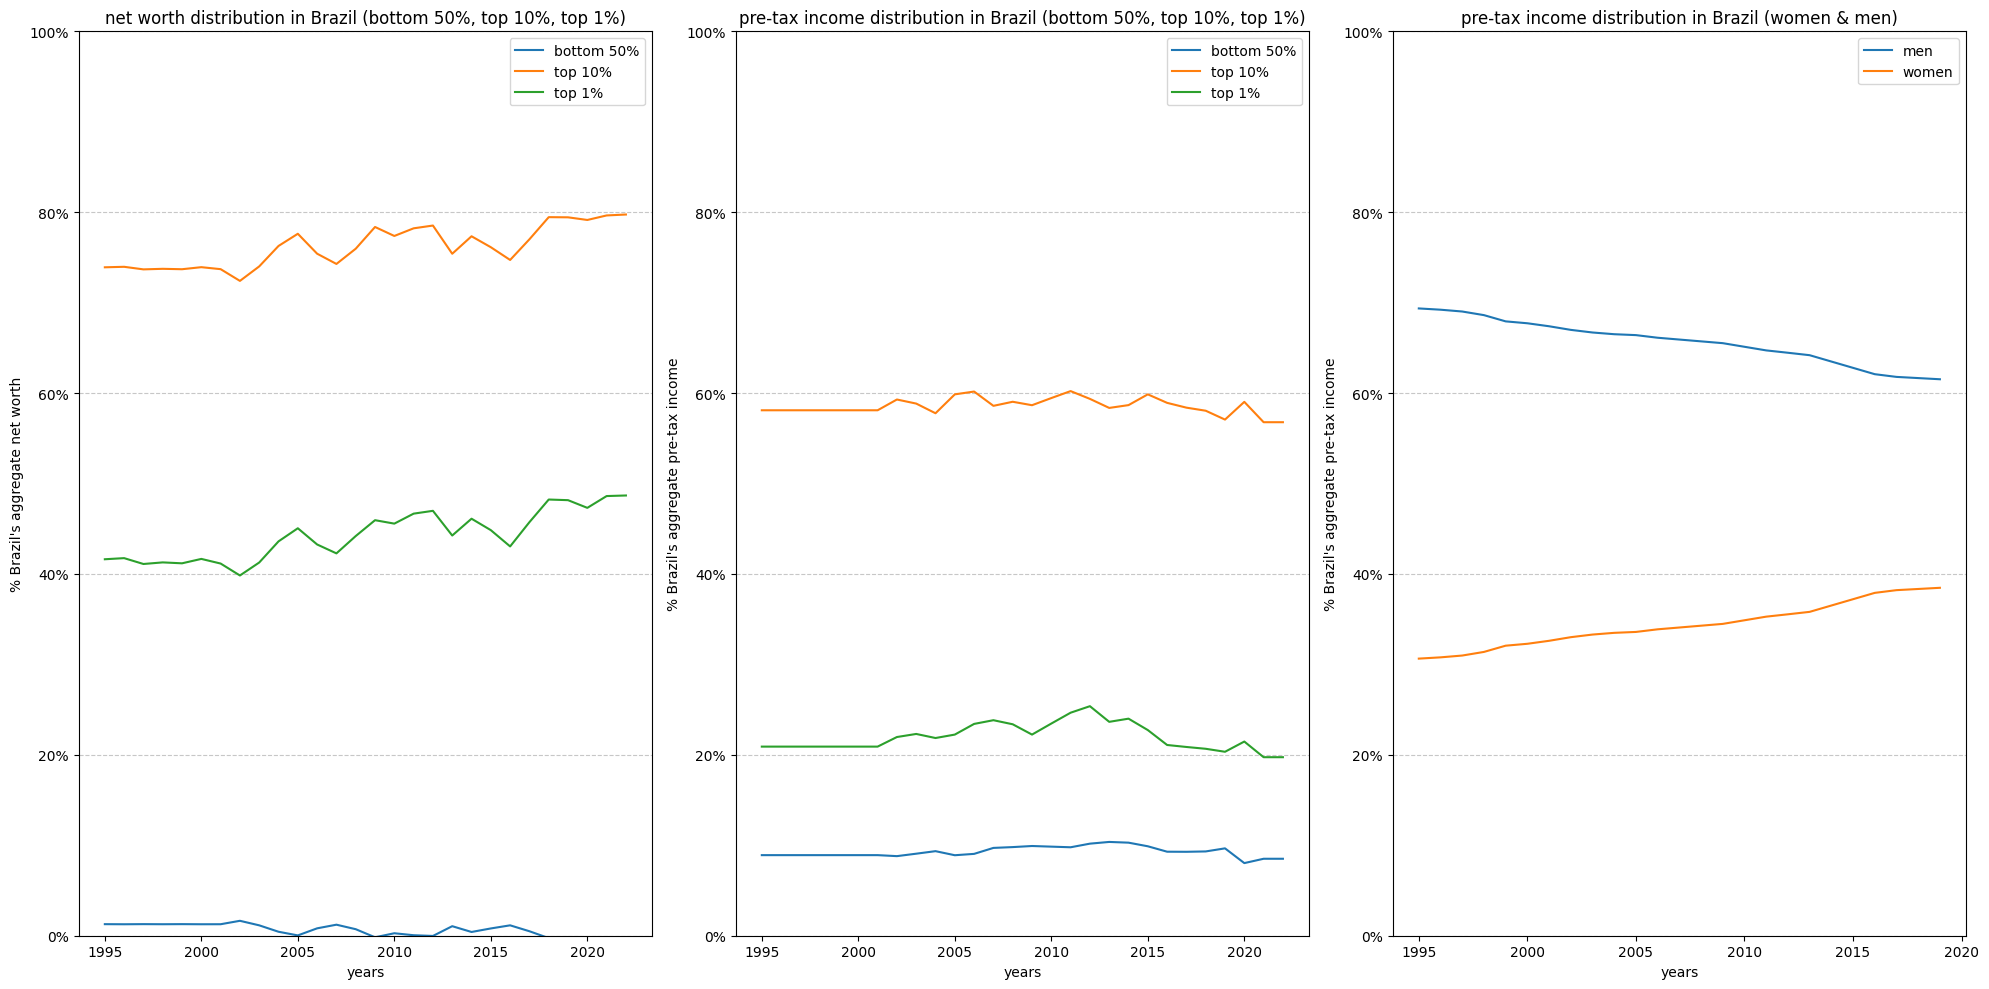 net worth distribution in Brazil (bottom 50%, top 10%, top 1%)
100%
80%
60%
40%
20%
0%
% Brazil's aggregate net worth
bottom 50%
top 10%
top 1%
1995
2000
2005
2010
2015
2020
years
pre-tax income distribution in Brazil (bottom 50%, top 10%, top 1%)
100%
80%
60%
40%
20%
0%
% Brazil's aggregate pre-tax income
bottom 50%
top 10%
top 1%
1995
2000
2005
2010
2015
2020
years
pre-tax income distribution in Brazil (women & men)
100%
80%
60%
40%
20%
0%
% Brazil's aggregate pre-tax income
men
women
1995
2000
2005
2010
2015
2020
years